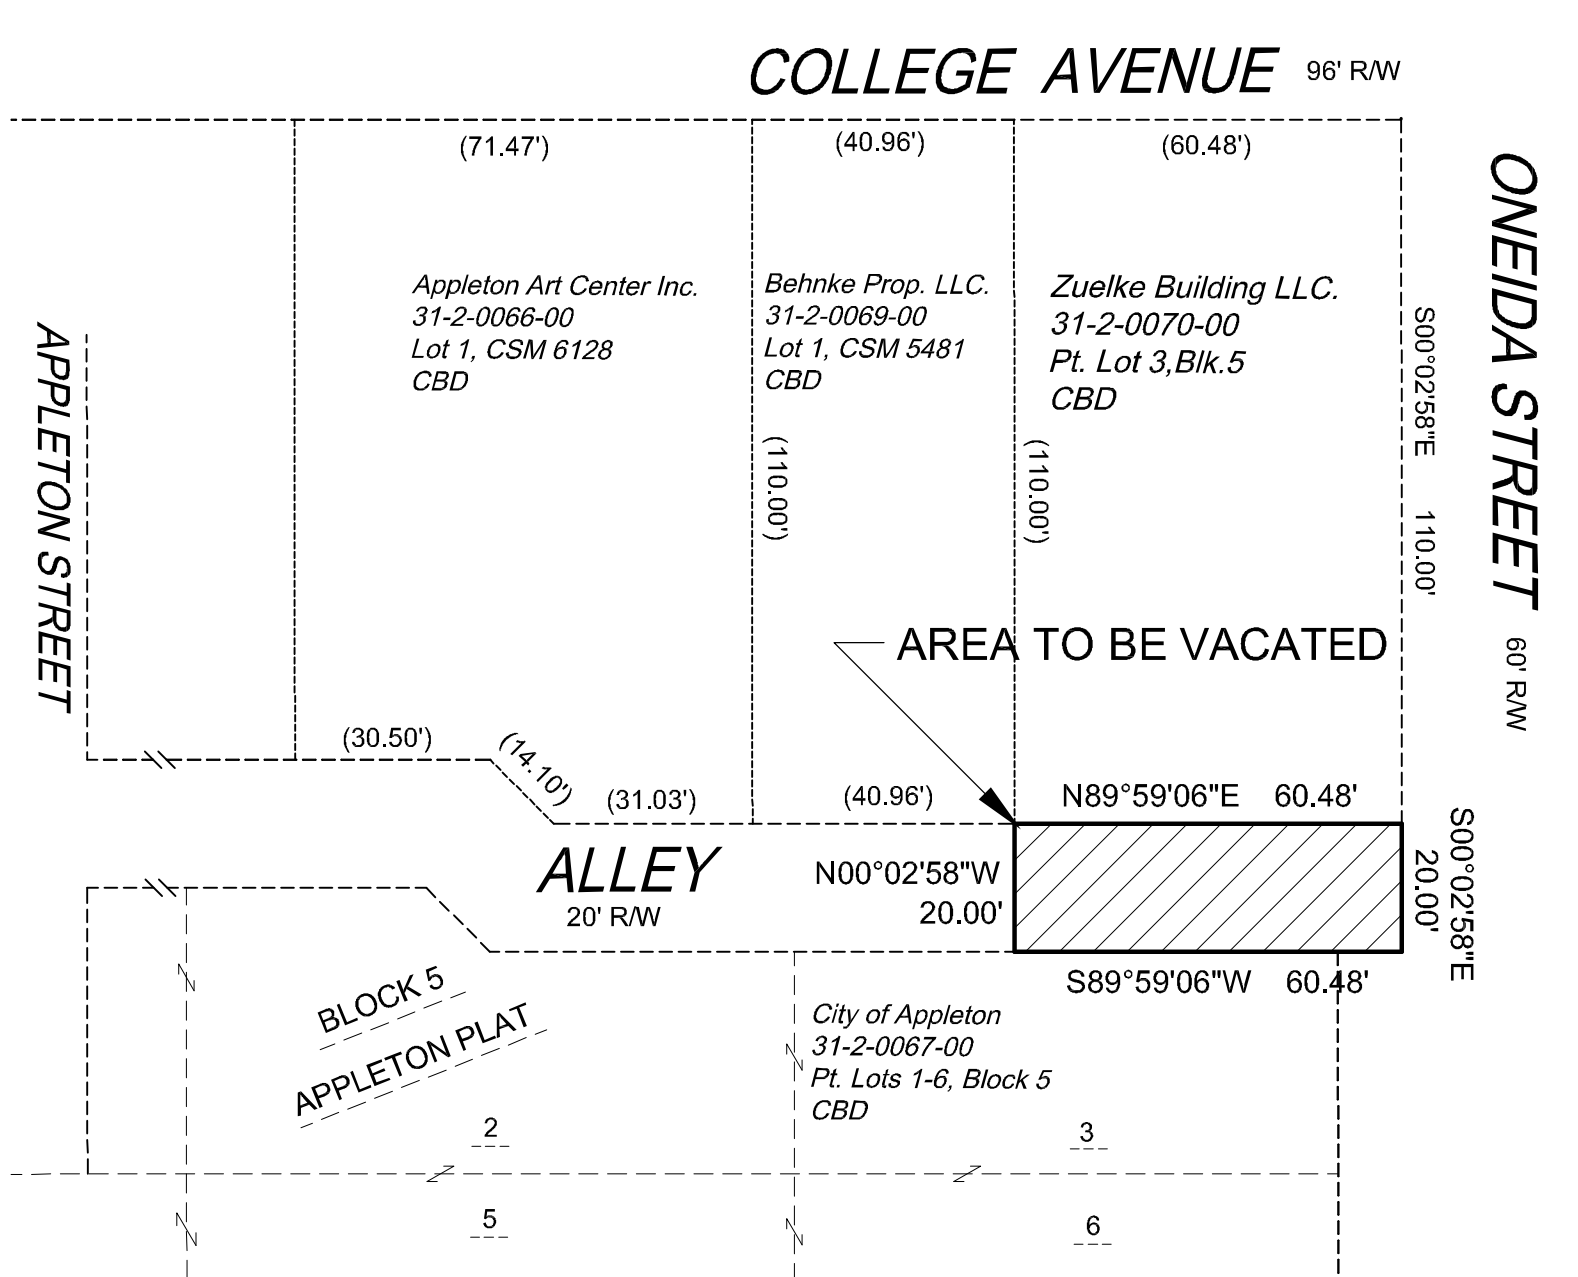 COLLEGE AVENUE 96' R/W
(71.47')
(40.96')
(60.48')
ONEIDA STREET 60' R/W
Appleton Art Center Inc.
31-2-0066-00
Lot 1, CSM 6128
CBD
Behnke Prop. LLC.
31-2-0069-00
Lot 1, CSM 5481
CBD
Zuelke Building LLC.
31-2-0070-00
Pt. Lot 3,Blk.5
CBD
S00°02'58"E 110.00'
APPLETON STREET
(110.00')
(110.00')
AREA TO BE VACATED
(30.50')
(14.10')
(31.03')
(40.96')
N89°59'06"E 60.48'
ALLEY
20' R/W
N00°02'58"W
20.00'
S00°02'58"E
20.00'
S89°59'06"W 60.48'
BLOCK 5
APPLETON PLAT
City of Appleton
31-2-0067-00
Pt. Lots 1-6, Block 5
CBD
2
3
5
6